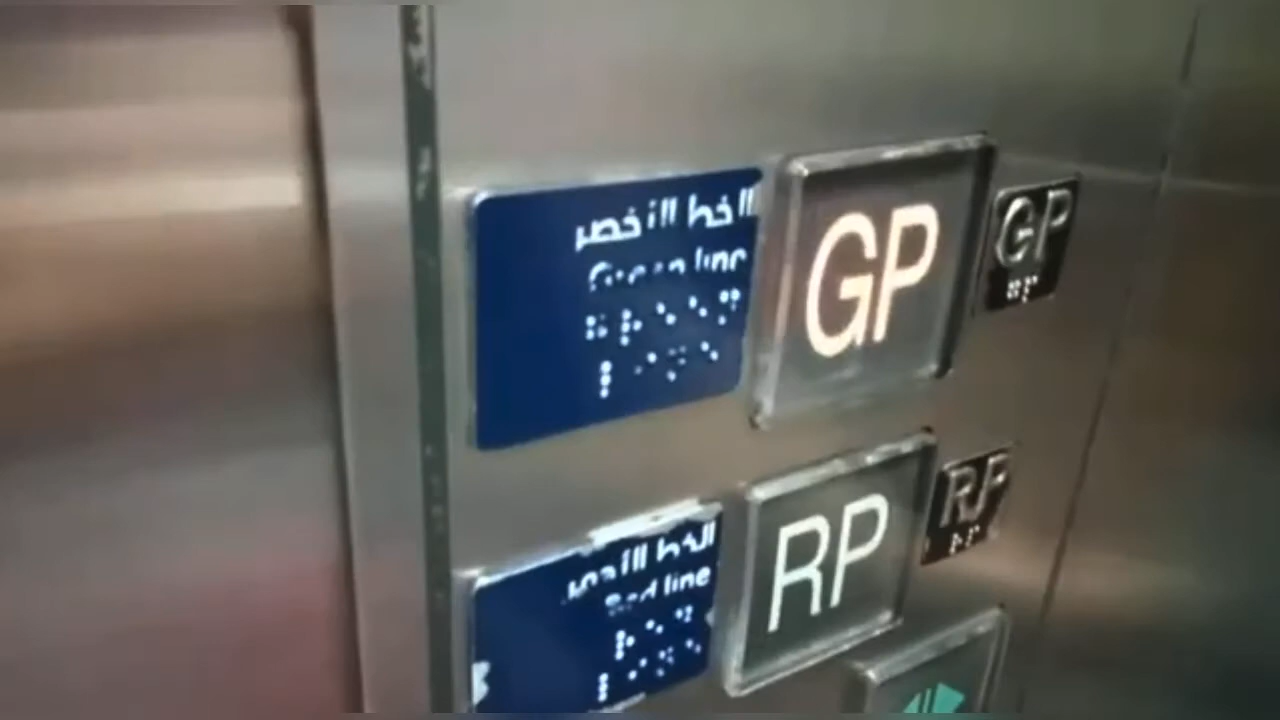 الخط الأخضر
Green line
GP
GP
الخط الأحمر
Red line
RP
RP